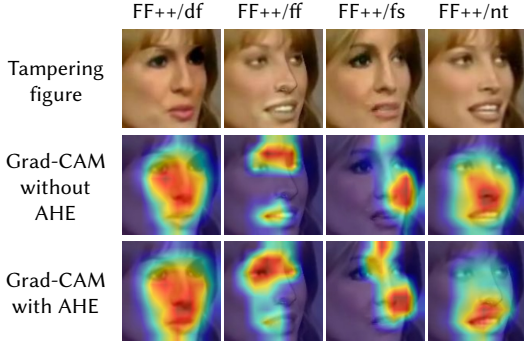 FF++/df FF++/ff FF++/fs FF++/nt
Tampering
figure
Grad-CAM
without
AHE
Grad-CAM
with AHE